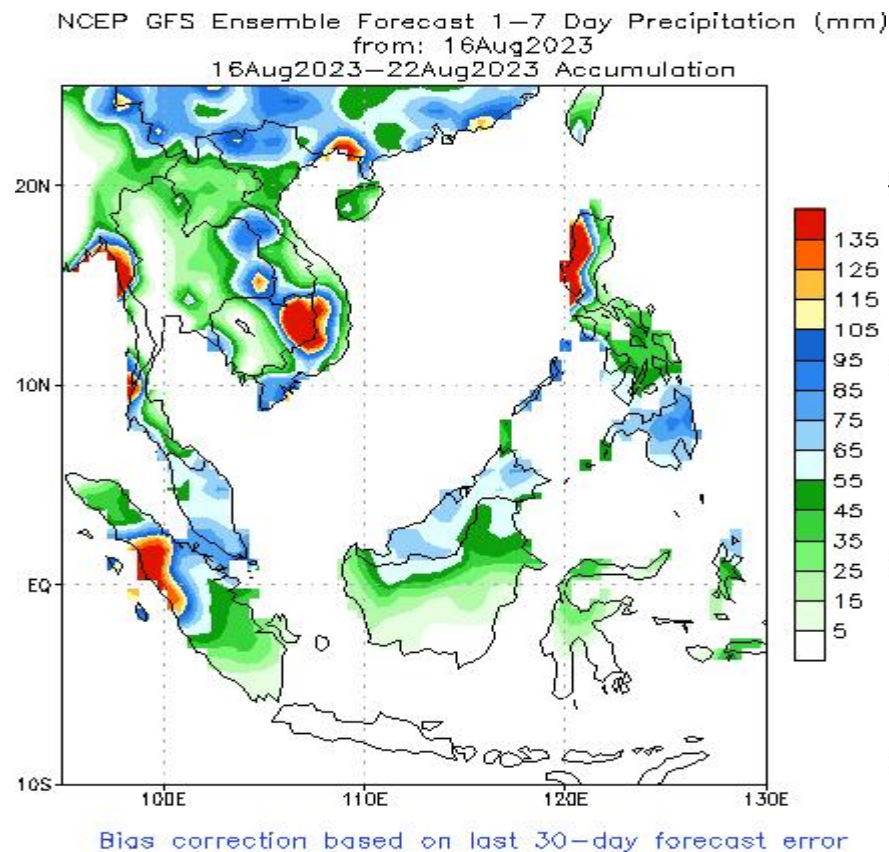 NCEP GFS Ensemble Forecast 1-7 Day Precipitation (mm)
from: 16Aug2023
16Aug2023-22Aug2023 Accumulation
20N
10N
EQ
10S
100E
110E
120E
130E
135
125
115
105
95
85
75
65
55
45
35
25
15
5
Bias correction based on last 30-day forecast error